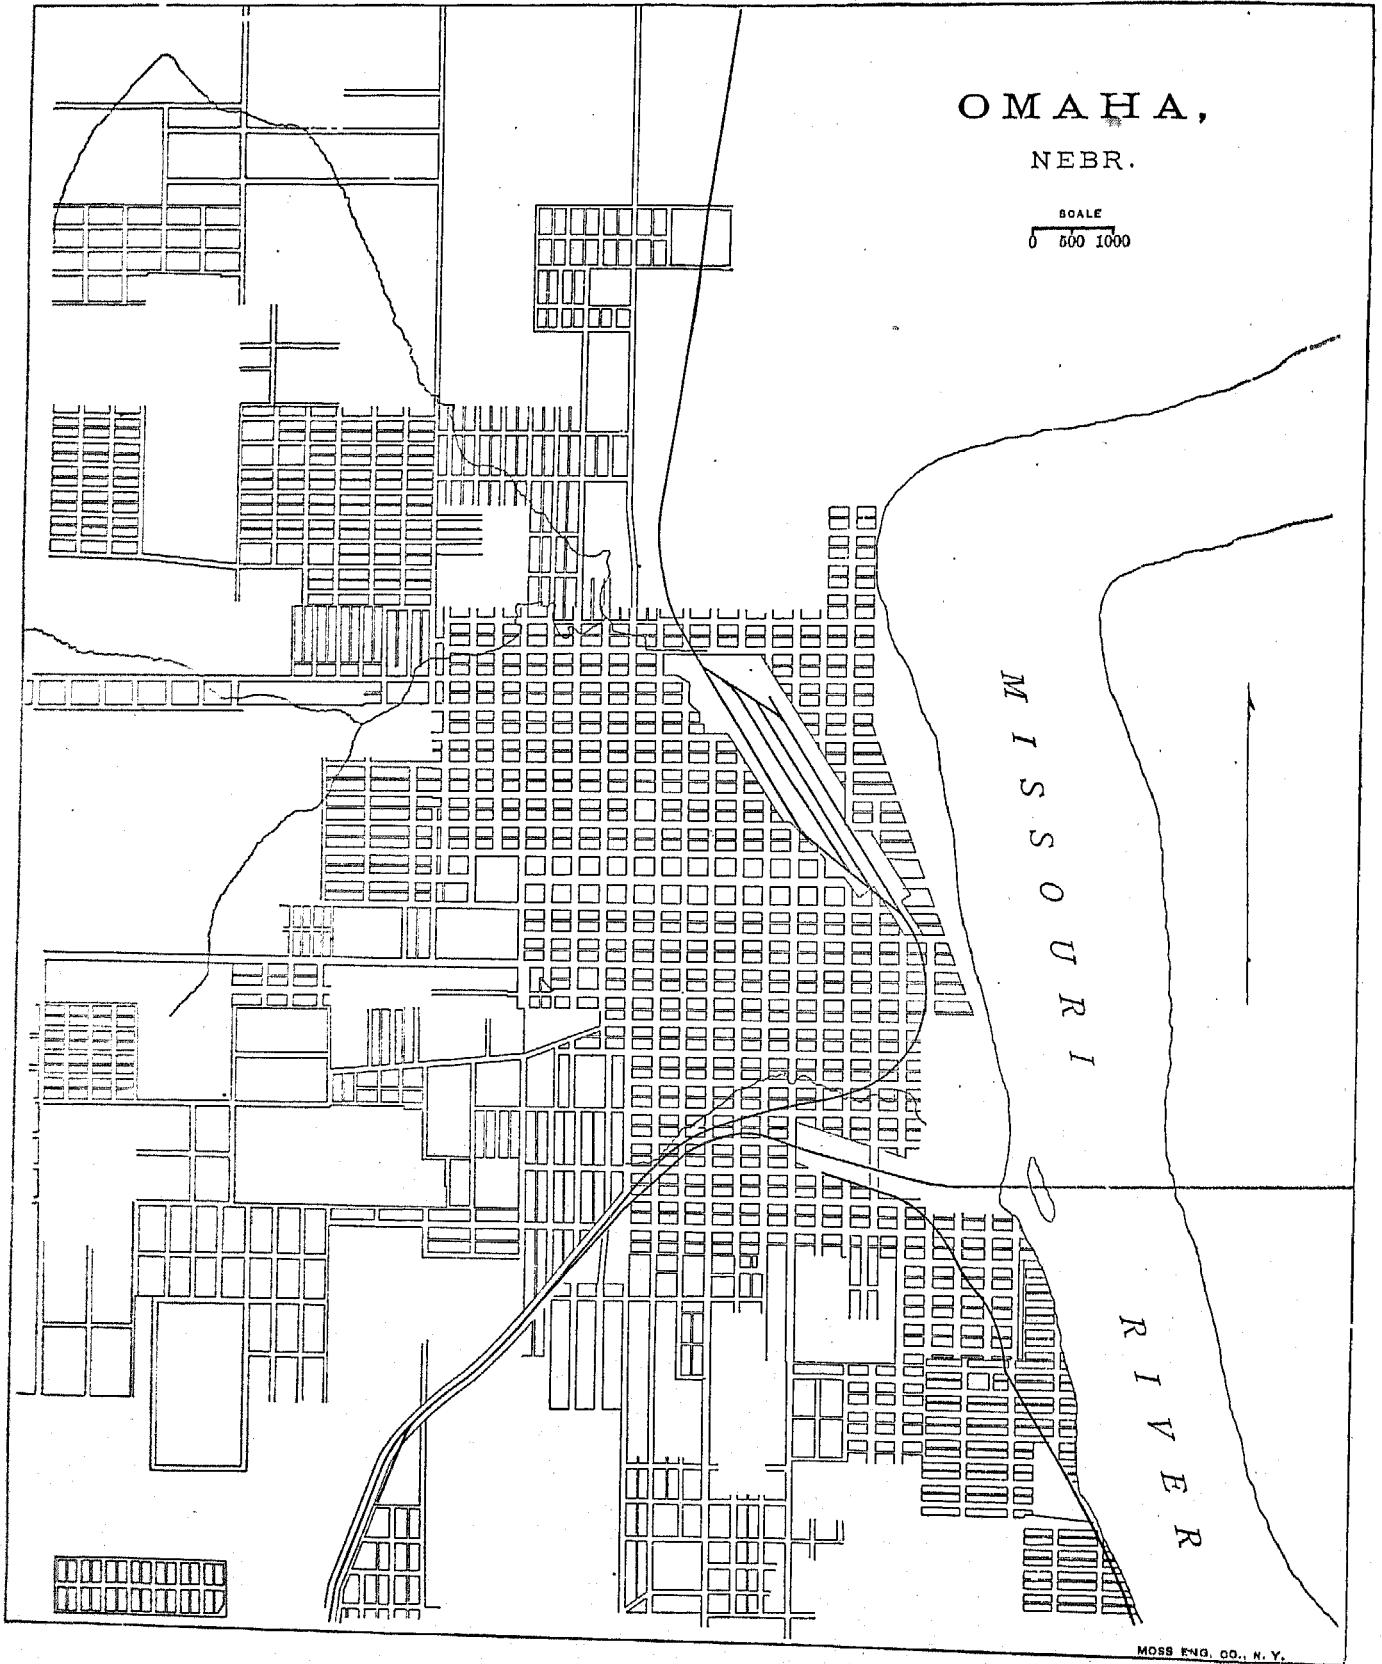 OMAHA,
NEBR.
SCALE
0 500 1000
MISSOURI
RIVER
MOSS ENG. CO., N. Y.